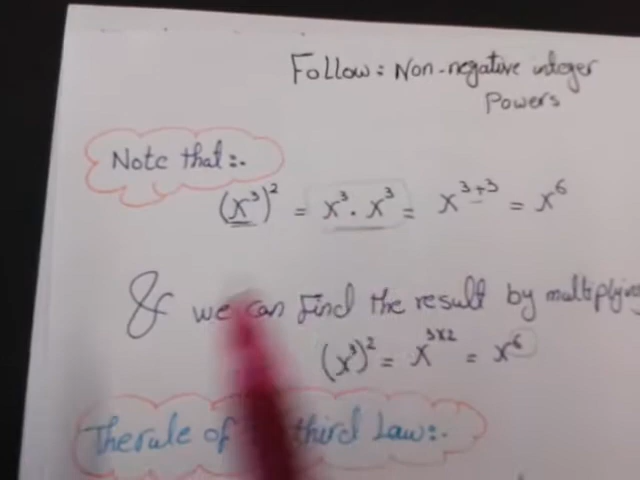 Follow: Non-negative integer
Powers
Note that:.
(x³)² = x³ . x³ = x³⁺³ = x⁶
& we can Find the result by multiplying
(x³)² = x³ˣ² = x⁶
The rule of third Law:.